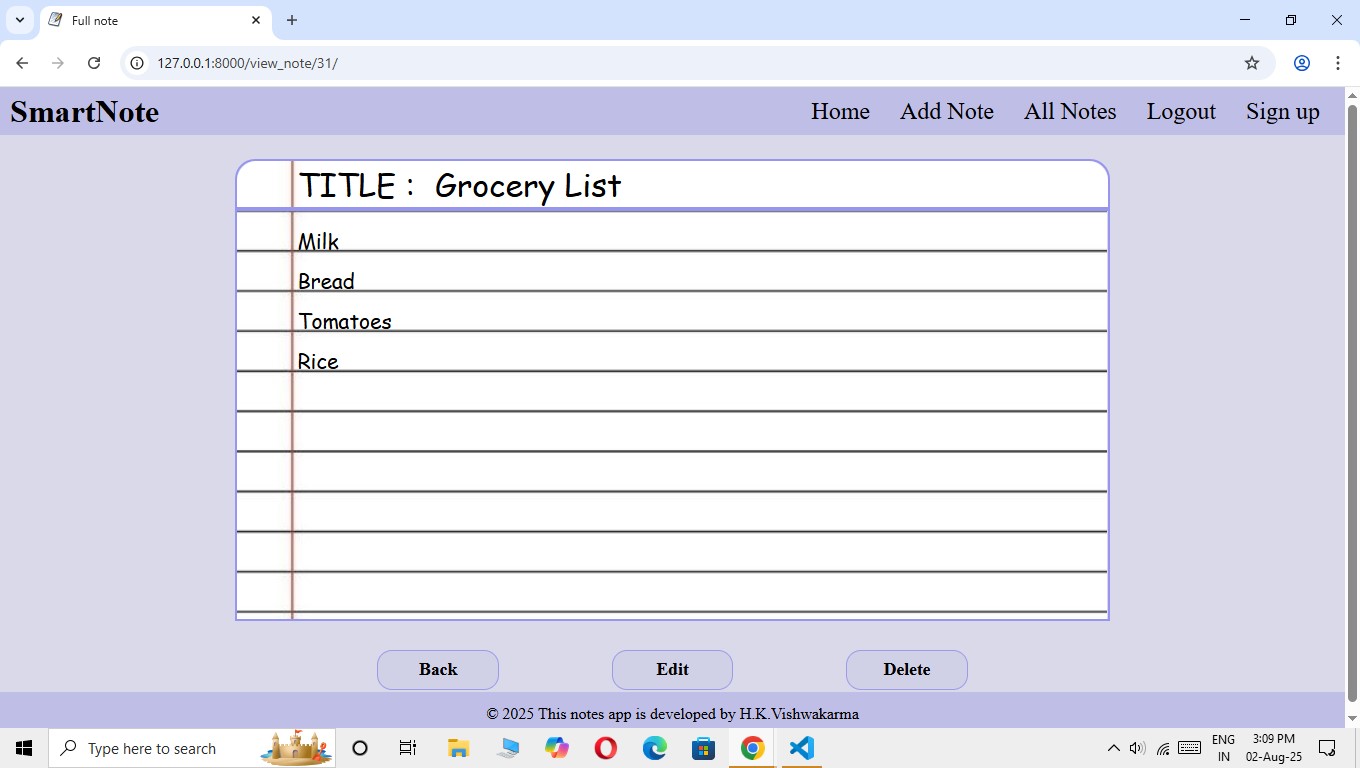 Full note
127.0.0.1:8000/view_note/31/
SmartNote Home Add Note All Notes Logout Sign up
TITLE : Grocery List
Milk
Bread
Tomatoes
Rice
Back Edit Delete
© 2025 This notes app is developed by H.K.Vishwakarma
Type here to search
ENG 3:09 PM
IN 02-Aug-25